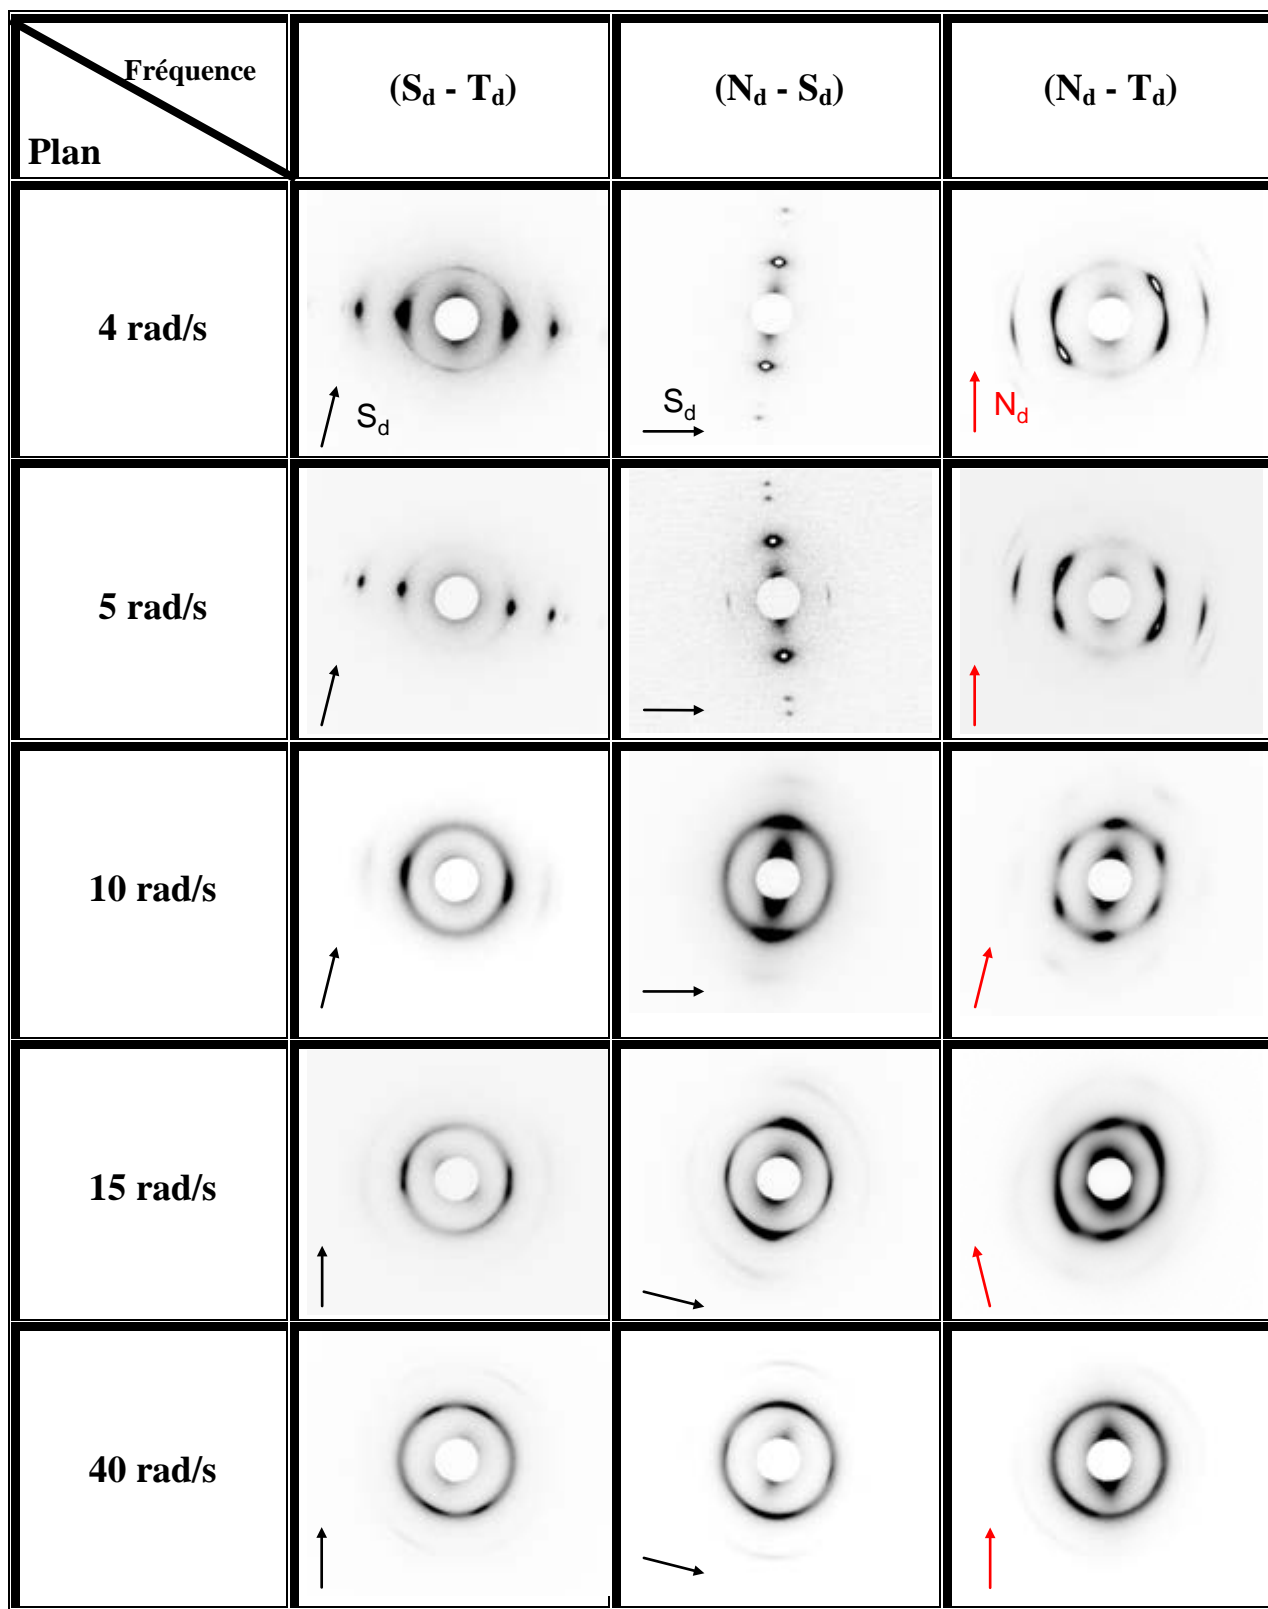 Fréquence
Plan
(Sd - Td)
(Nd - Sd)
(Nd - Td)
4 rad/s
Sd
Sd
Nd
5 rad/s
10 rad/s
15 rad/s
40 rad/s